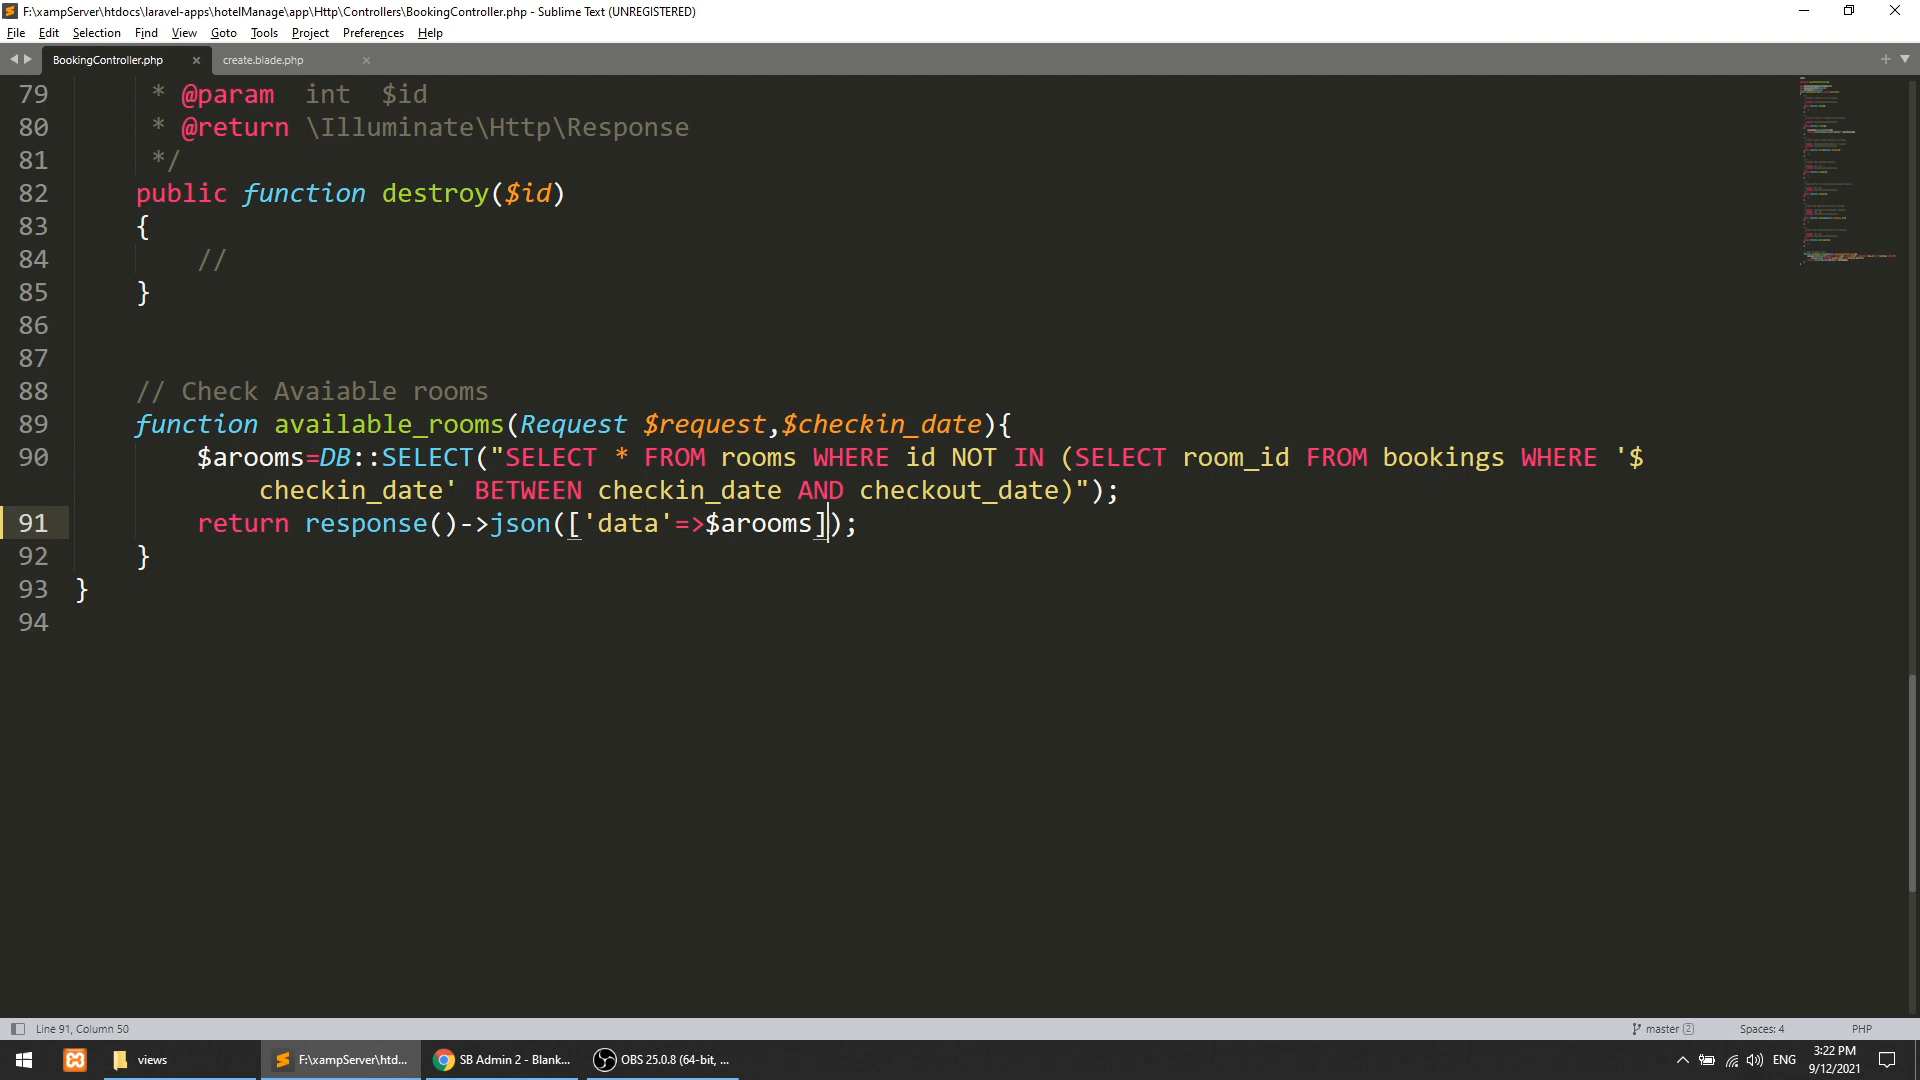 F:\xampServer\htdocs\laravel-apps\hotelManage\app\Http\Controllers\BookingController.php - Sublime Text (UNREGISTERED)
File Edit Selection Find View Goto Tools Project Preferences Help
BookingController.php × create.blade.php ×
79 * @param int $id
80 * @return \Illuminate\Http\Response
81 */
82 public function destroy($id)
83 {
84 //
85 }
86
87
88 // Check Avaiable rooms
89 function available_rooms(Request $request,$checkin_date){
90 $arooms=DB::SELECT("SELECT * FROM rooms WHERE id NOT IN (SELECT room_id FROM bookings WHERE '$
checkin_date' BETWEEN checkin_date AND checkout_date)");
91 return response()->json(['data'=>$arooms]);
92 }
93 }
94
Line 91, Column 50 master 2 Spaces: 4 PHP
views F:\xampServer\htd... SB Admin 2 - Blank... OBS 25.0.8 (64-bit, ... ENG 3:22 PM
9/12/2021